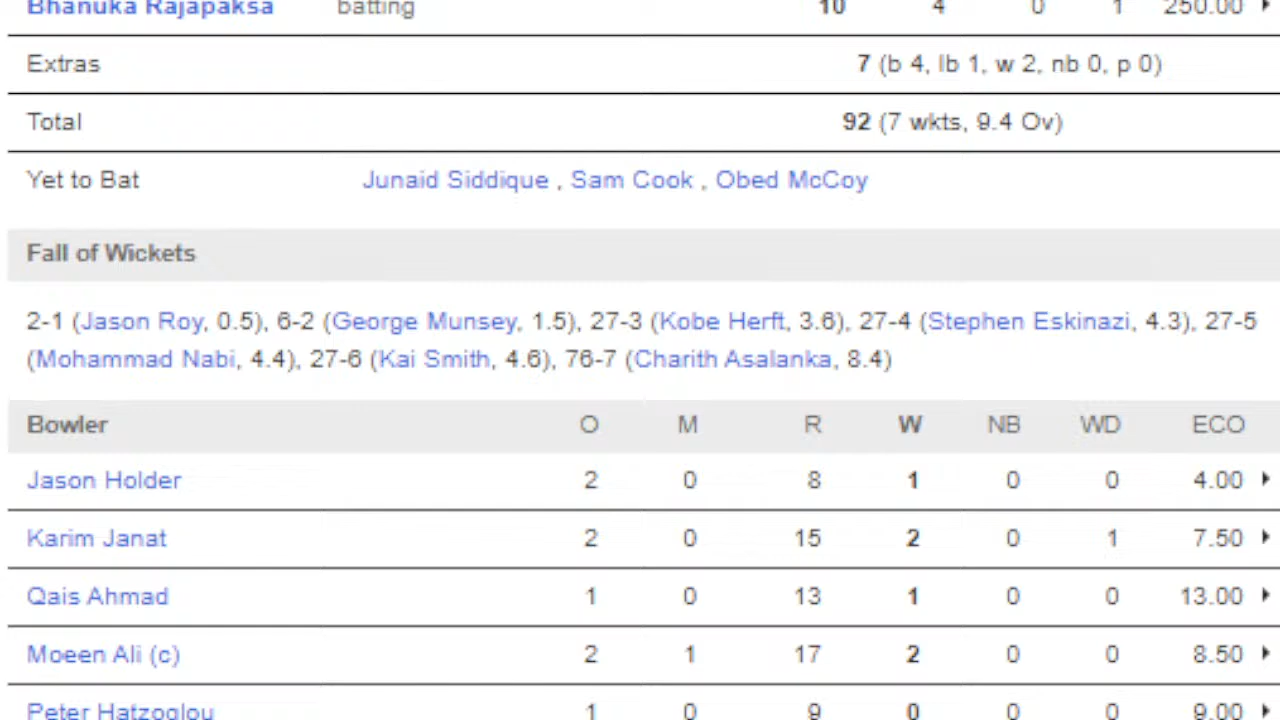 Bhanuka Rajapaksa batting 10 4 0 1 250.00
Extras 7 (b 4, lb 1, w 2, nb 0, p 0)
Total 92 (7 wkts, 9.4 Ov)
Yet to Bat Junaid Siddique , Sam Cook , Obed McCoy
Fall of Wickets
2-1 (Jason Roy, 0.5), 6-2 (George Munsey, 1.5), 27-3 (Kobe Herft, 3.6), 27-4 (Stephen Eskinazi, 4.3), 27-5
(Mohammad Nabi, 4.4), 27-6 (Kai Smith, 4.6), 76-7 (Charith Asalanka, 8.4)
Bowler O M R W NB WD ECO
Jason Holder 2 0 8 1 0 0 4.00
Karim Janat 2 0 15 2 0 1 7.50
Qais Ahmad 1 0 13 1 0 0 13.00
Moeen Ali (c) 2 1 17 2 0 0 8.50
Peter Hatzoglou 1 0 9 0 0 0 9.00